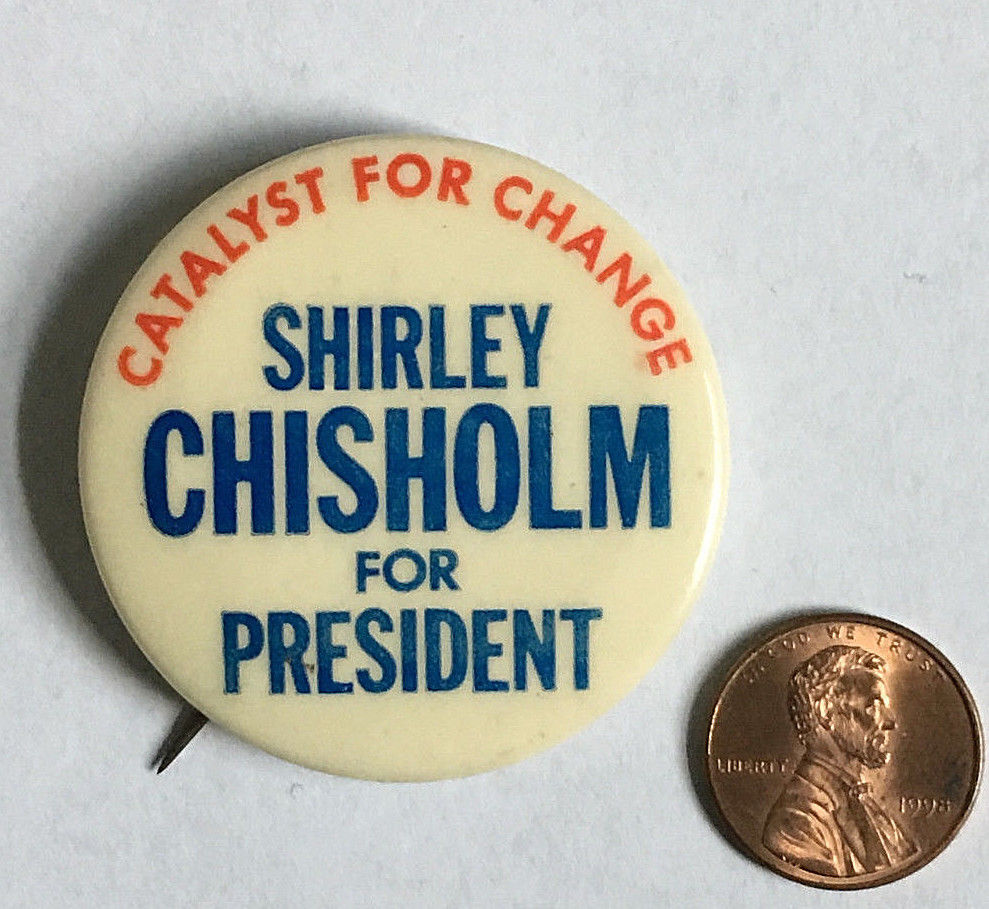 CATALYST FOR CHANGE
SHIRLEY
CHISHOLM
FOR
PRESIDENT
IN GOD WE TRUST
LIBERTY
1998